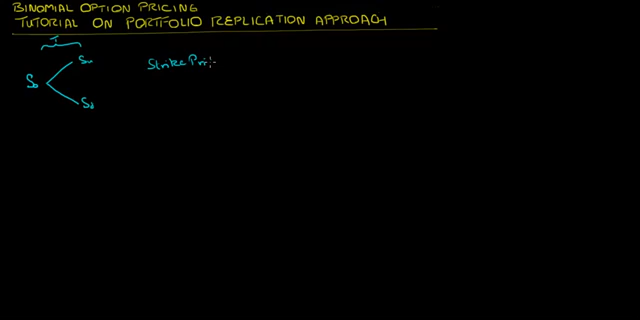 BINOMIAL OPTION PRICING
TUTORIAL ON PORTFOLIO REPLICATION APPROACH
T
Su
S0
Sd
Strike Pri